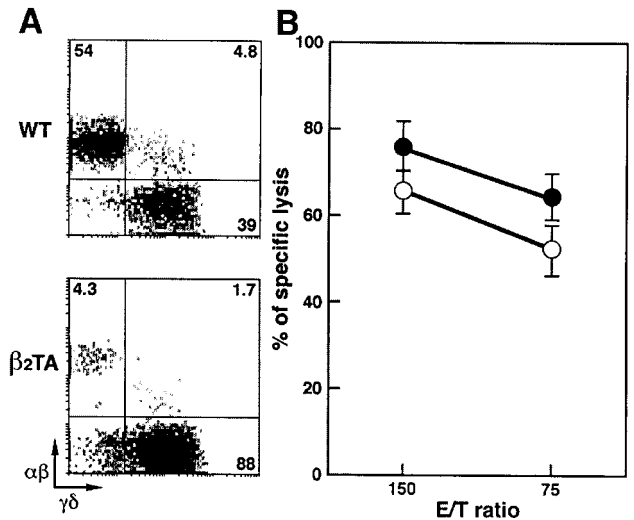 A
54 4.8
WT
39
4.3 1.7
β2TA
88
αβ
γδ
B
% of specific lysis
100
80
60
40
20
0
150 75
E/T ratio